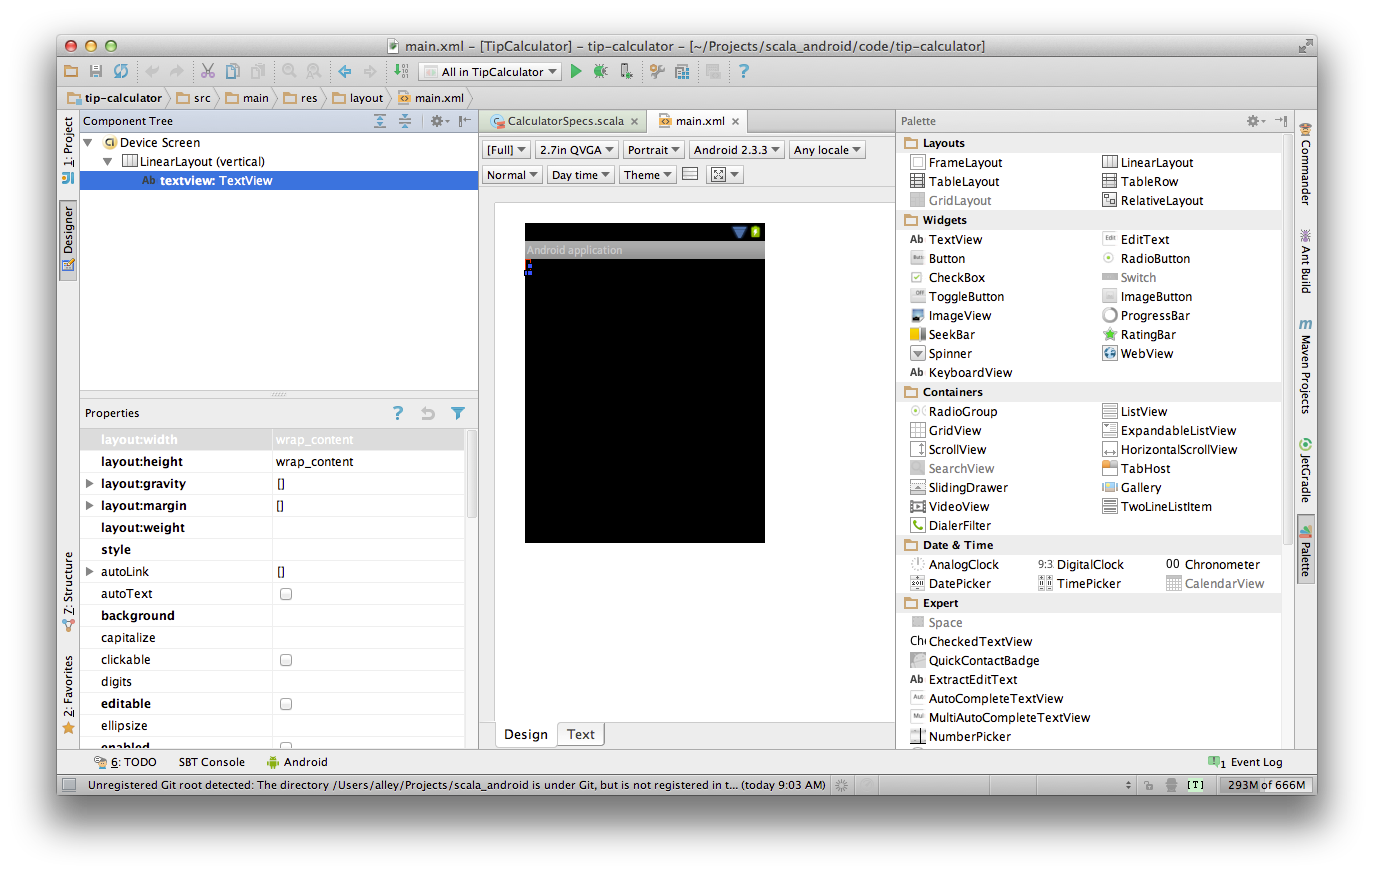 main.xml – [TipCalculator] – tip-calculator – [~/Projects/scala_android/code/tip-calculator]
All in TipCalculator
?
tip-calculator
src
main
res
layout
main.xml
1: Project
Designer
Z: Structure
2: Favorites
Component Tree
Device Screen
LinearLayout (vertical)
Ab textview: TextView
Properties
?
layout:width wrap_content
layout:height wrap_content
layout:gravity []
layout:margin []
layout:weight
style
autoLink []
autoText
background
capitalize
clickable
digits
editable
ellipsize
enabled
CalculatorSpecs.scala
main.xml
[Full] 2.7in QVGA Portrait Android 2.3.3 Any locale
Normal Day time Theme
Android application
Design Text
Palette
Layouts
FrameLayout LinearLayout
TableLayout TableRow
GridLayout RelativeLayout
Widgets
Ab TextView EditText
Button RadioButton
CheckBox Switch
ToggleButton ImageButton
ImageView ProgressBar
SeekBar RatingBar
Spinner WebView
Ab KeyboardView
Containers
RadioGroup ListView
GridView ExpandableListView
ScrollView HorizontalScrollView
SearchView TabHost
SlidingDrawer Gallery
VideoView TwoLineListItem
DialerFilter
Date & Time
AnalogClock 9:3 DigitalClock 00 Chronometer
DatePicker TimePicker CalendarView
Expert
Space
CheckedTextView
QuickContactBadge
Ab ExtractEditText
AutoCompleteTextView
MultiAutoCompleteTextView
NumberPicker
Commander
Ant Build
m Maven Projects
JetGradle
Palette
6: TODO SBT Console Android 1 Event Log
Unregistered Git root detected: The directory /Users/alley/Projects/scala_android is under Git, but is not registered in t... (today 9:03 AM) [T] 293M of 666M